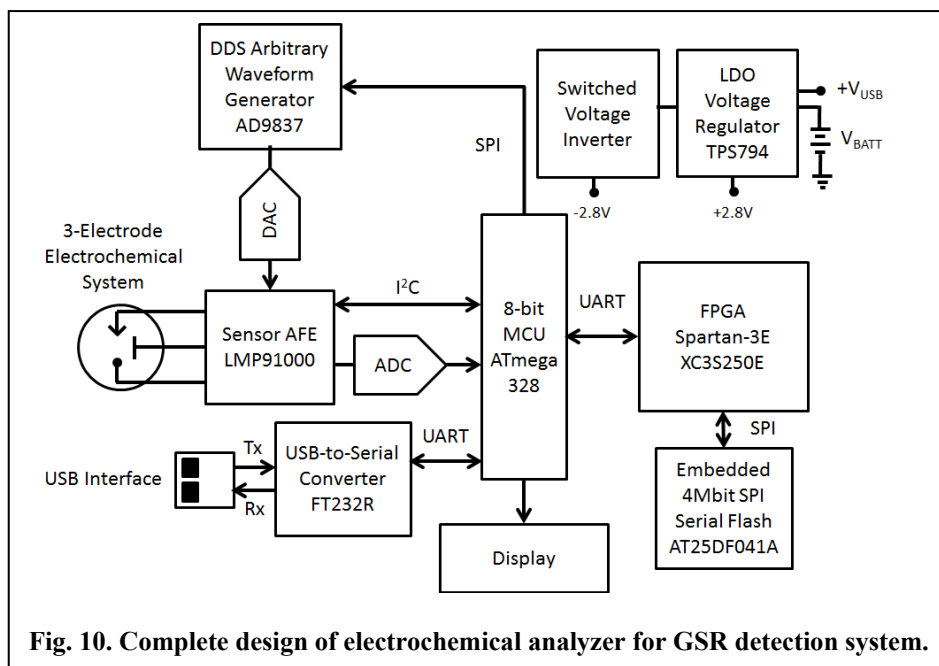 DDS Arbitrary
Waveform
Generator
AD9837
SPI
Switched
Voltage
Inverter
LDO
Voltage
Regulator
TPS794
+VUSB
VBATT
-2.8V
+2.8V
DAC
3-Electrode
Electrochemical
System
Sensor AFE
LMP91000
I²C
ADC
8-bit
MCU
ATmega
328
UART
FPGA
Spartan-3E
XC3S250E
SPI
Embedded
4Mbit SPI
Serial Flash
AT25DF041A
USB Interface
Tx
Rx
USB-to-Serial
Converter
FT232R
UART
Display
Fig. 10. Complete design of electrochemical analyzer for GSR detection system.